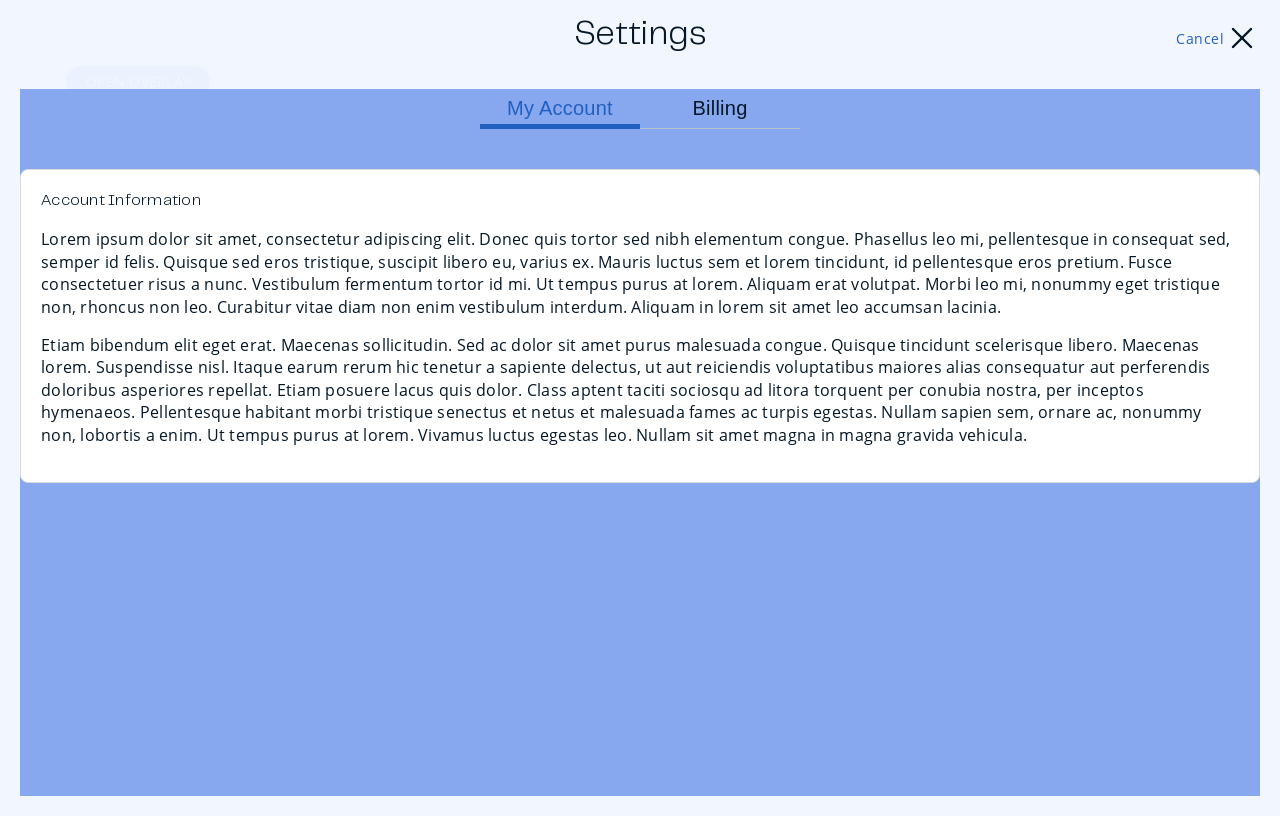 Settings
Cancel
OPEN OVERLAY
My Account
Billing
Account Information
Lorem ipsum dolor sit amet, consectetur adipiscing elit. Donec quis tortor sed nibh elementum congue. Phasellus leo mi, pellentesque in consequat sed,
semper id felis. Quisque sed eros tristique, suscipit libero eu, varius ex. Mauris luctus sem et lorem tincidunt, id pellentesque eros pretium. Fusce
consectetuer risus a nunc. Vestibulum fermentum tortor id mi. Ut tempus purus at lorem. Aliquam erat volutpat. Morbi leo mi, nonummy eget tristique
non, rhoncus non leo. Curabitur vitae diam non enim vestibulum interdum. Aliquam in lorem sit amet leo accumsan lacinia.
Etiam bibendum elit eget erat. Maecenas sollicitudin. Sed ac dolor sit amet purus malesuada congue. Quisque tincidunt scelerisque libero. Maecenas
lorem. Suspendisse nisl. Itaque earum rerum hic tenetur a sapiente delectus, ut aut reiciendis voluptatibus maiores alias consequatur aut perferendis
doloribus asperiores repellat. Etiam posuere lacus quis dolor. Class aptent taciti sociosqu ad litora torquent per conubia nostra, per inceptos
hymenaeos. Pellentesque habitant morbi tristique senectus et netus et malesuada fames ac turpis egestas. Nullam sapien sem, ornare ac, nonummy
non, lobortis a enim. Ut tempus purus at lorem. Vivamus luctus egestas leo. Nullam sit amet magna in magna gravida vehicula.